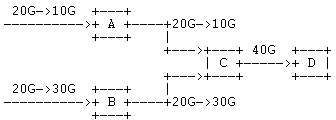 20G->10G +---+
---------->+ A +----+20G->10G
+---+ |
+--->+---+ 40G +---+
| C +----->+ D |
+--->+---+ +---+
20G->30G +---+ |
---------->+ B +----+20G->30G
+---+